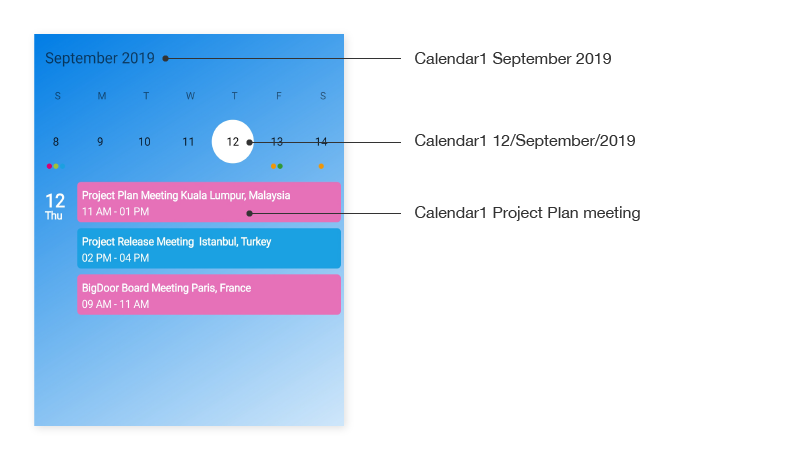 September 2019
Calendar1 September 2019
S M T W T F S
8 9 10 11 12 13 14
Calendar1 12/September/2019
12
Thu
Project Plan Meeting Kuala Lumpur, Malaysia
11 AM - 01 PM
Calendar1 Project Plan meeting
Project Release Meeting Istanbul, Turkey
02 PM - 04 PM
BigDoor Board Meeting Paris, France
09 AM - 11 AM